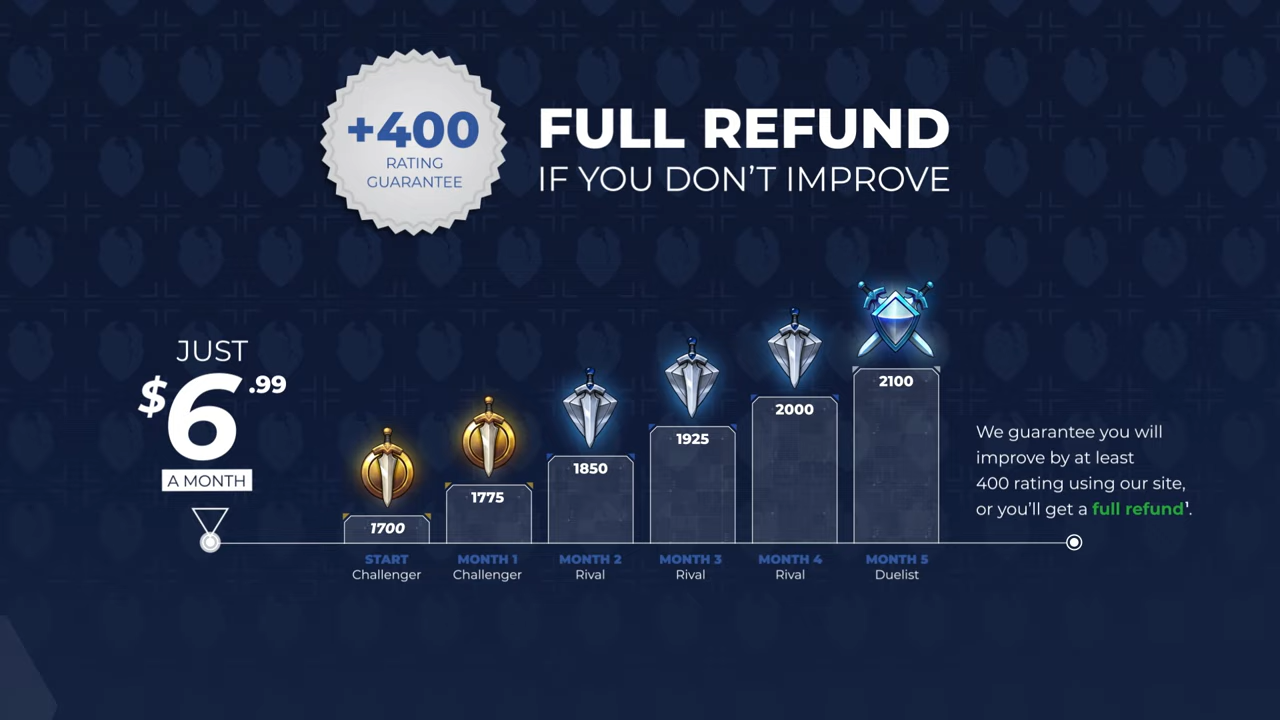 +400
RATING
GUARANTEE
FULL REFUND
IF YOU DON'T IMPROVE
JUST
$6.99
A MONTH
1700
1775
1850
1925
2000
2100
START
Challenger
MONTH 1
Challenger
MONTH 2
Rival
MONTH 3
Rival
MONTH 4
Rival
MONTH 5
Duelist
We guarantee you will
improve by at least
400 rating using our site,
or you'll get a full refund¹.